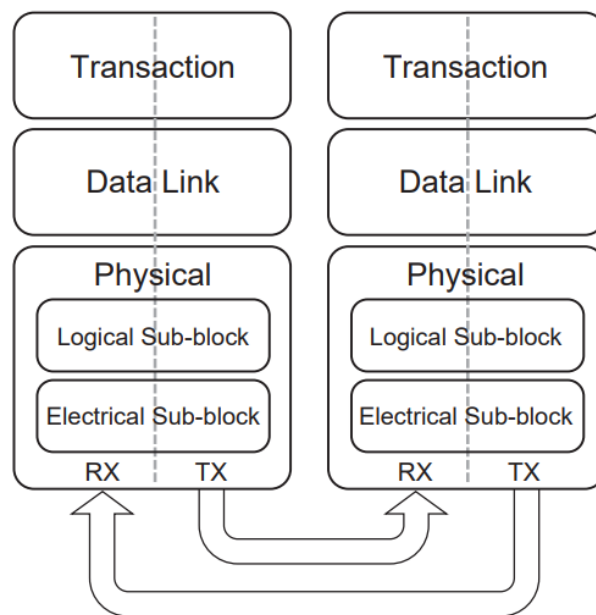 Transaction
Transaction
Data Link
Data Link
Physical
Physical
Logical Sub-block
Logical Sub-block
Electrical Sub-block
Electrical Sub-block
RX TX
RX TX